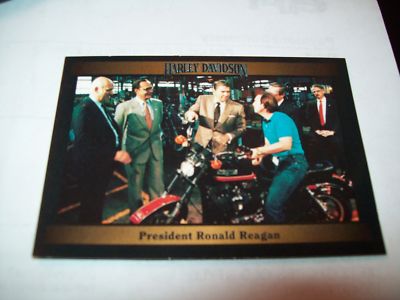 HARLEY DAVIDSON
President Ronald Reagan